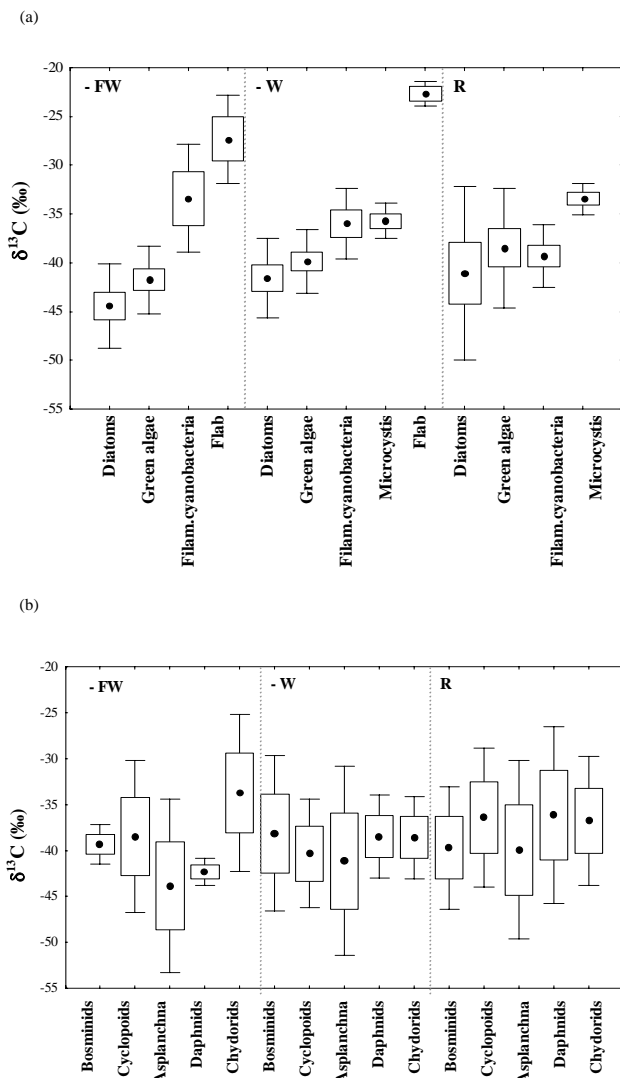 (a)
- FW
- W
R
-20
-25
-30
-35
-40
-45
-50
-55
δ¹³C (‰)
Diatoms
Green algae
Filam.cyanobacteria
Flab
Diatoms
Green algae
Filam.cyanobacteria
Microcystis
Flab
Diatoms
Green algae
Filam.cyanobacteria
Microcystis
(b)
- FW
- W
R
-20
-25
-30
-35
-40
-45
-50
-55
δ¹³C (‰)
Bosminids
Cyclopoids
Asplanchna
Daphnids
Chydorids
Bosminids
Cyclopoids
Asplanchna
Daphnids
Chydorids
Bosminids
Cyclopoids
Asplanchna
Daphnids
Chydorids